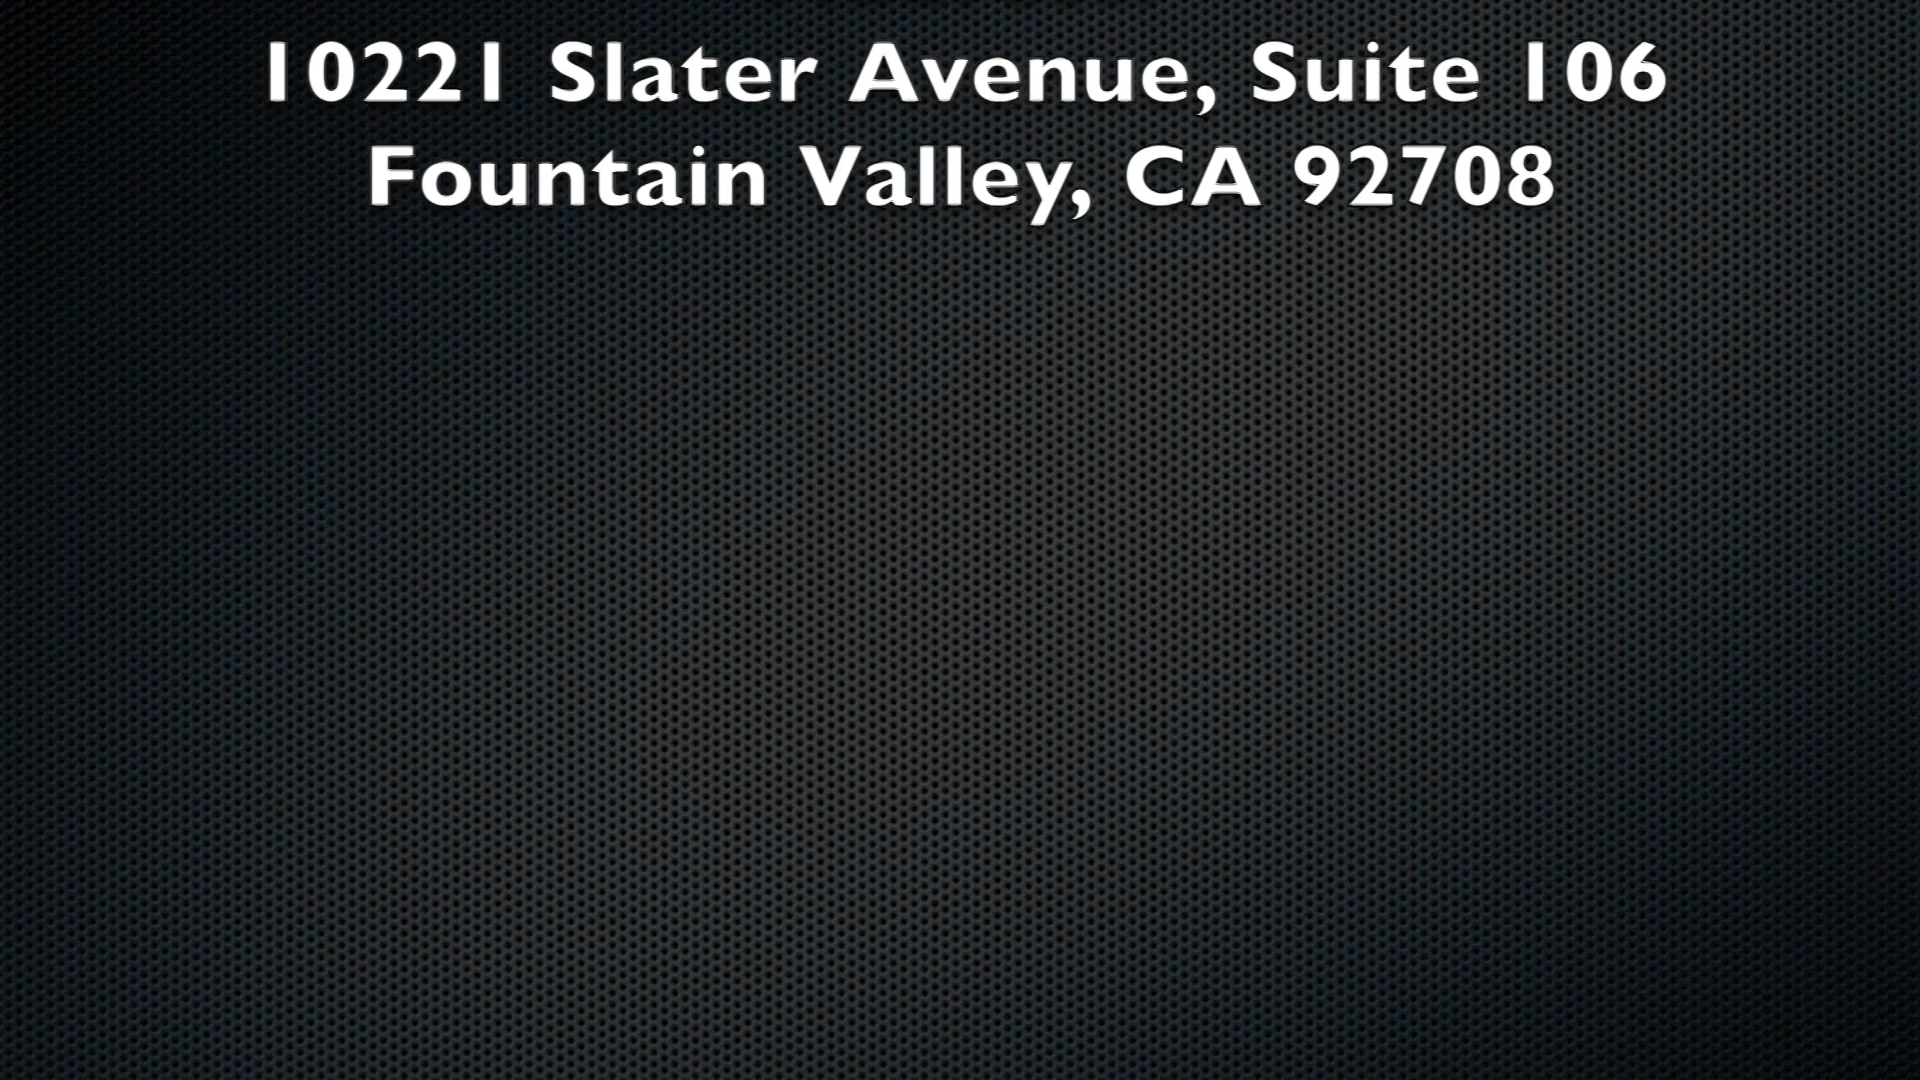 10221 Slater Avenue, Suite 106
Fountain Valley, CA 92708